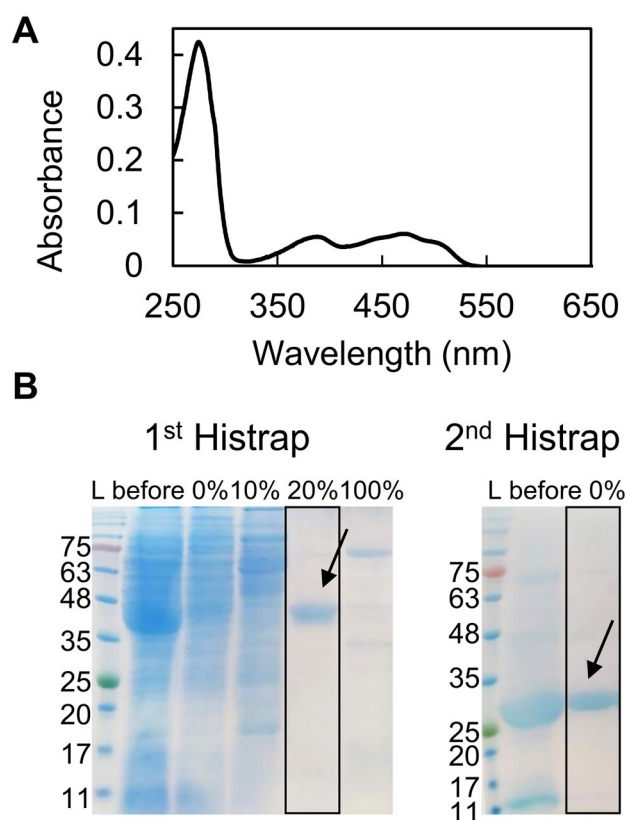 A
0.4
0.3
0.2
0.1
0
Absorbance
250 350 450 550 650
Wavelength (nm)
B
1st Histrap
2nd Histrap
L before 0% 10% 20% 100%
L before 0%
75
63
48
35
25
20
17
11
75
63
48
35
25
20
17
11